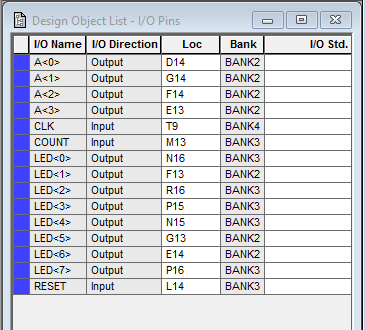 Design Object List - I/O Pins
I/O Name I/O Direction Loc Bank I/O Std.
A<0> Output D14 BANK2
A<1> Output G14 BANK2
A<2> Output F14 BANK2
A<3> Output E13 BANK2
CLK Input T9 BANK4
COUNT Input M13 BANK3
LED<0> Output N16 BANK3
LED<1> Output F13 BANK2
LED<2> Output R16 BANK3
LED<3> Output P15 BANK3
LED<4> Output N15 BANK3
LED<5> Output G13 BANK2
LED<6> Output E14 BANK2
LED<7> Output P16 BANK3
RESET Input L14 BANK3